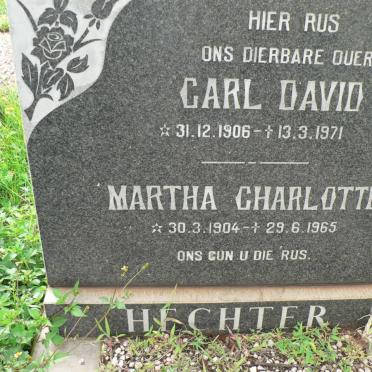 HIER RUS
ONS DIERBARE OUER
CARL DAVID
☆ 31.12.1906 - † 13.3.1971
MARTHA CHARLOTTE
☆ 30.3.1904 - † 29.6.1965
ONS GUN U DIE RUS.
HECHTER